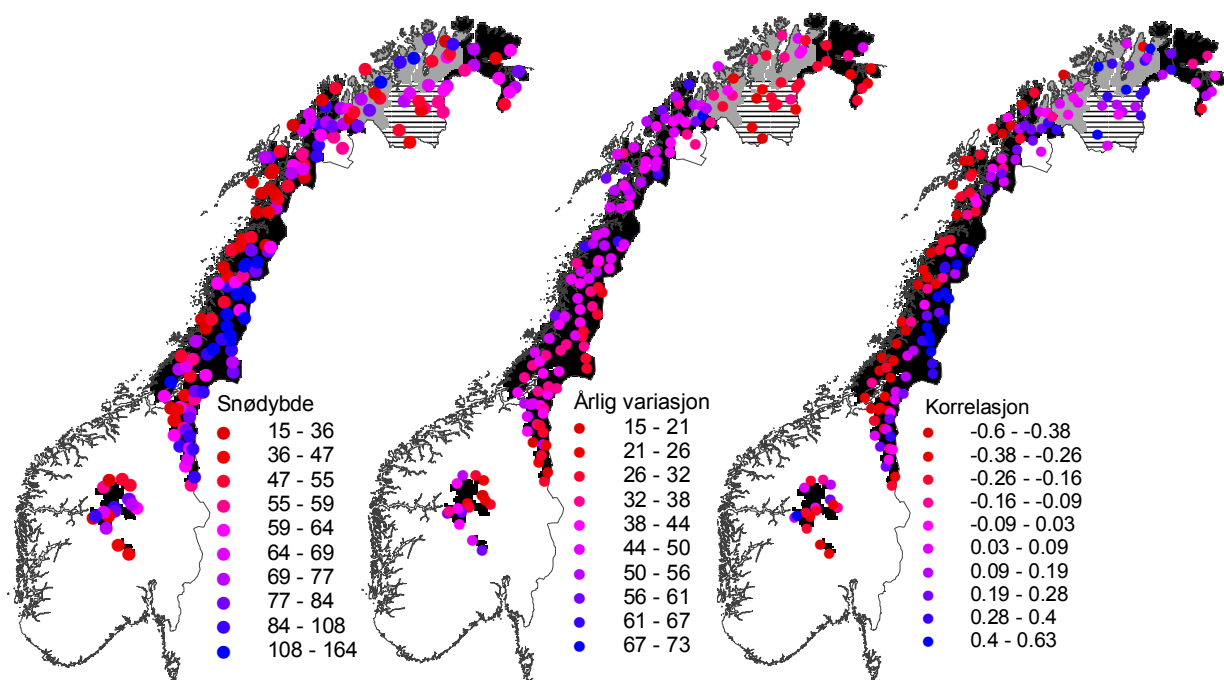 Snødybde
15 - 36
36 - 47
47 - 55
55 - 59
59 - 64
64 - 69
69 - 77
77 - 84
84 - 108
108 - 164
Årlig variasjon
15 - 21
21 - 26
26 - 32
32 - 38
38 - 44
44 - 50
50 - 56
56 - 61
61 - 67
67 - 73
Korrelasjon
-0.6 - -0.38
-0.38 - -0.26
-0.26 - -0.16
-0.16 - -0.09
-0.09 - 0.03
0.03 - 0.09
0.09 - 0.19
0.19 - 0.28
0.28 - 0.4
0.4 - 0.63